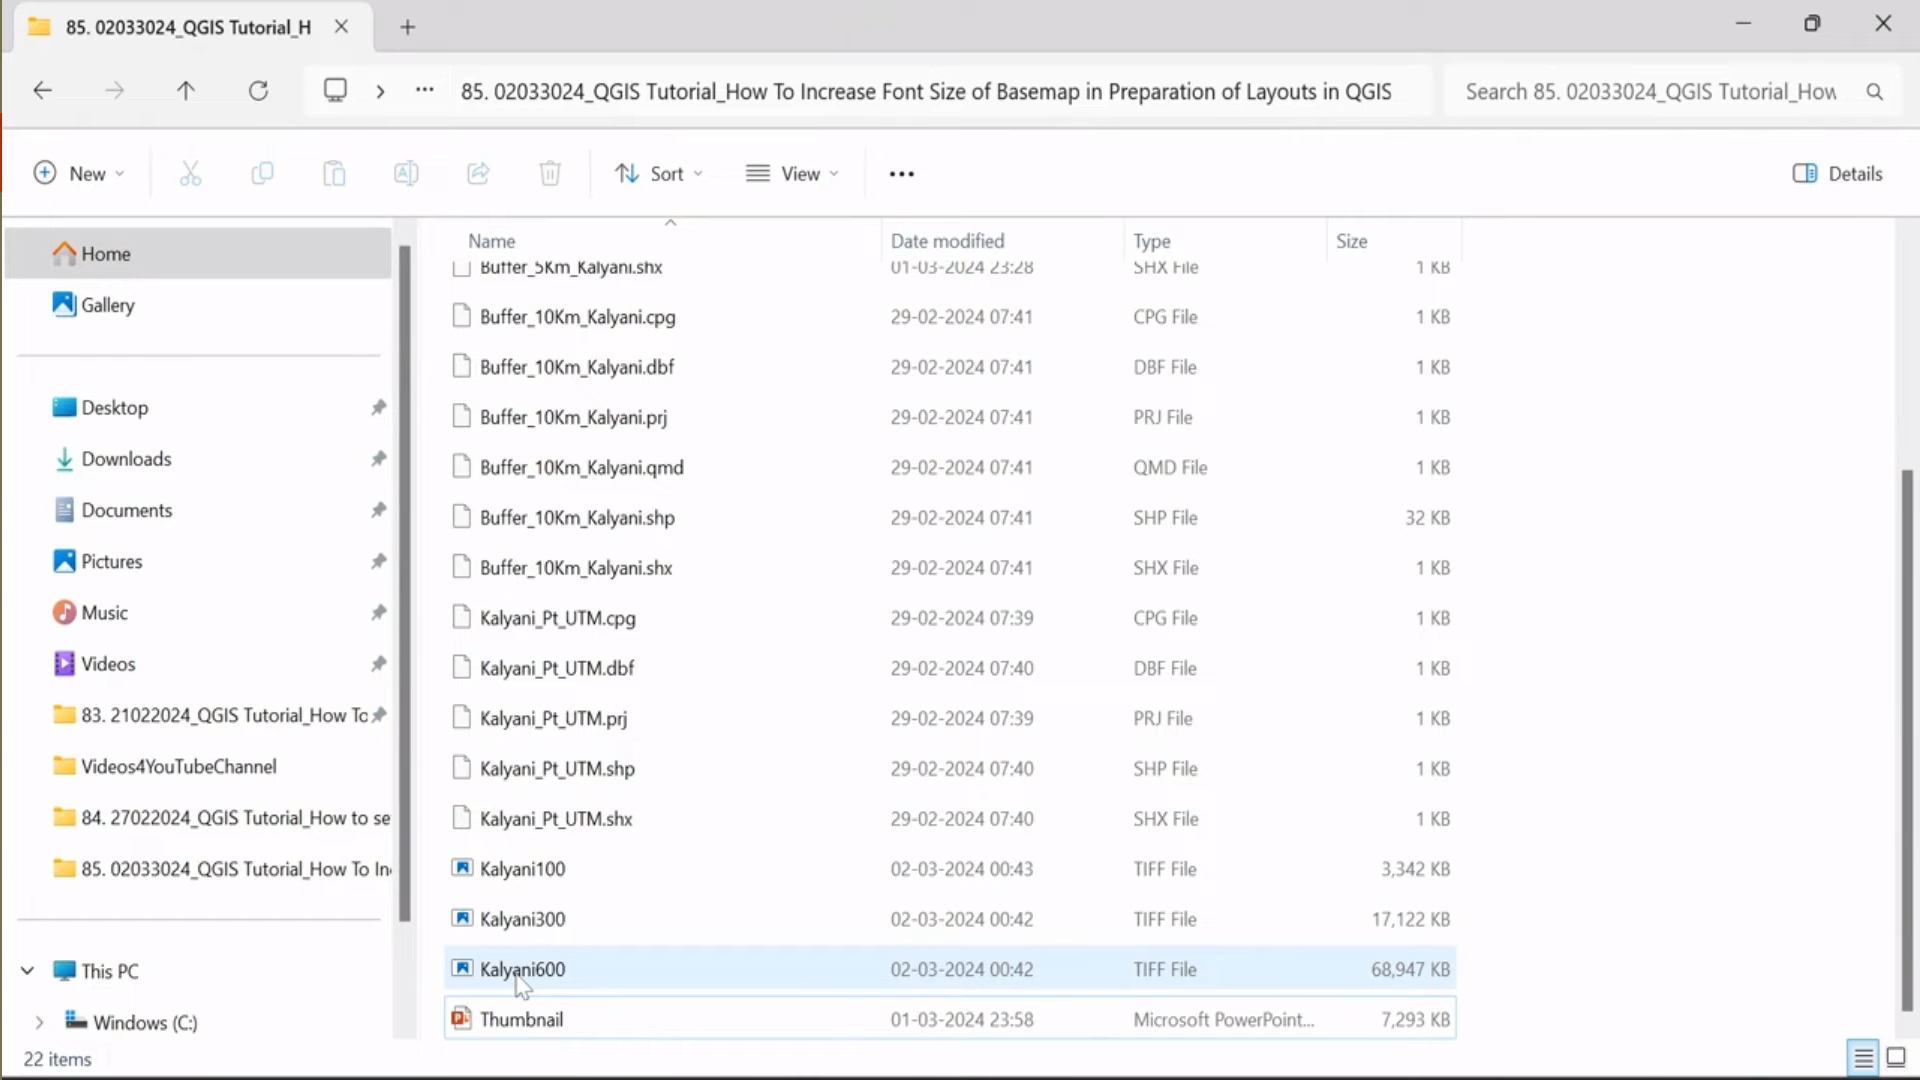 85. 02033024_QGIS Tutorial_H
85. 02033024_QGIS Tutorial_How To Increase Font Size of Basemap in Preparation of Layouts in QGIS
Search 85. 02033024_QGIS Tutorial_How
New
Sort
View
Details
Home
Gallery
Desktop
Downloads
Documents
Pictures
Music
Videos
83. 21022024_QGIS Tutorial_How To
Videos4YouTubeChannel
84. 27022024_QGIS Tutorial_How to se
85. 02033024_QGIS Tutorial_How To In
This PC
Windows (C:)
Name Date modified Type Size
Buffer_5Km_Kalyani.shx 01-03-2024 23:28 SHX File 1 KB
Buffer_10Km_Kalyani.cpg 29-02-2024 07:41 CPG File 1 KB
Buffer_10Km_Kalyani.dbf 29-02-2024 07:41 DBF File 1 KB
Buffer_10Km_Kalyani.prj 29-02-2024 07:41 PRJ File 1 KB
Buffer_10Km_Kalyani.qmd 29-02-2024 07:41 QMD File 1 KB
Buffer_10Km_Kalyani.shp 29-02-2024 07:41 SHP File 32 KB
Buffer_10Km_Kalyani.shx 29-02-2024 07:41 SHX File 1 KB
Kalyani_Pt_UTM.cpg 29-02-2024 07:39 CPG File 1 KB
Kalyani_Pt_UTM.dbf 29-02-2024 07:40 DBF File 1 KB
Kalyani_Pt_UTM.prj 29-02-2024 07:39 PRJ File 1 KB
Kalyani_Pt_UTM.shp 29-02-2024 07:40 SHP File 1 KB
Kalyani_Pt_UTM.shx 29-02-2024 07:40 SHX File 1 KB
Kalyani100 02-03-2024 00:43 TIFF File 3,342 KB
Kalyani300 02-03-2024 00:42 TIFF File 17,122 KB
Kalyani600 02-03-2024 00:42 TIFF File 68,947 KB
Thumbnail 01-03-2024 23:58 Microsoft PowerPoint... 7,293 KB
22 items